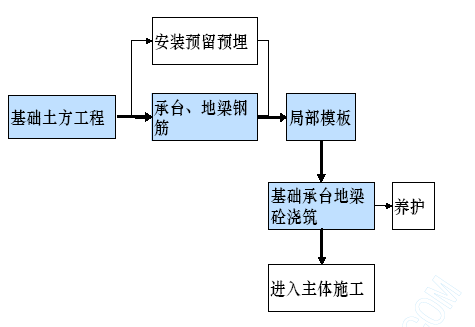 安装预留预埋
基础土方工程
承台、地梁钢
筋
局部模板
基础承台地梁
砼浇筑
养护
进入主体施工
.COM